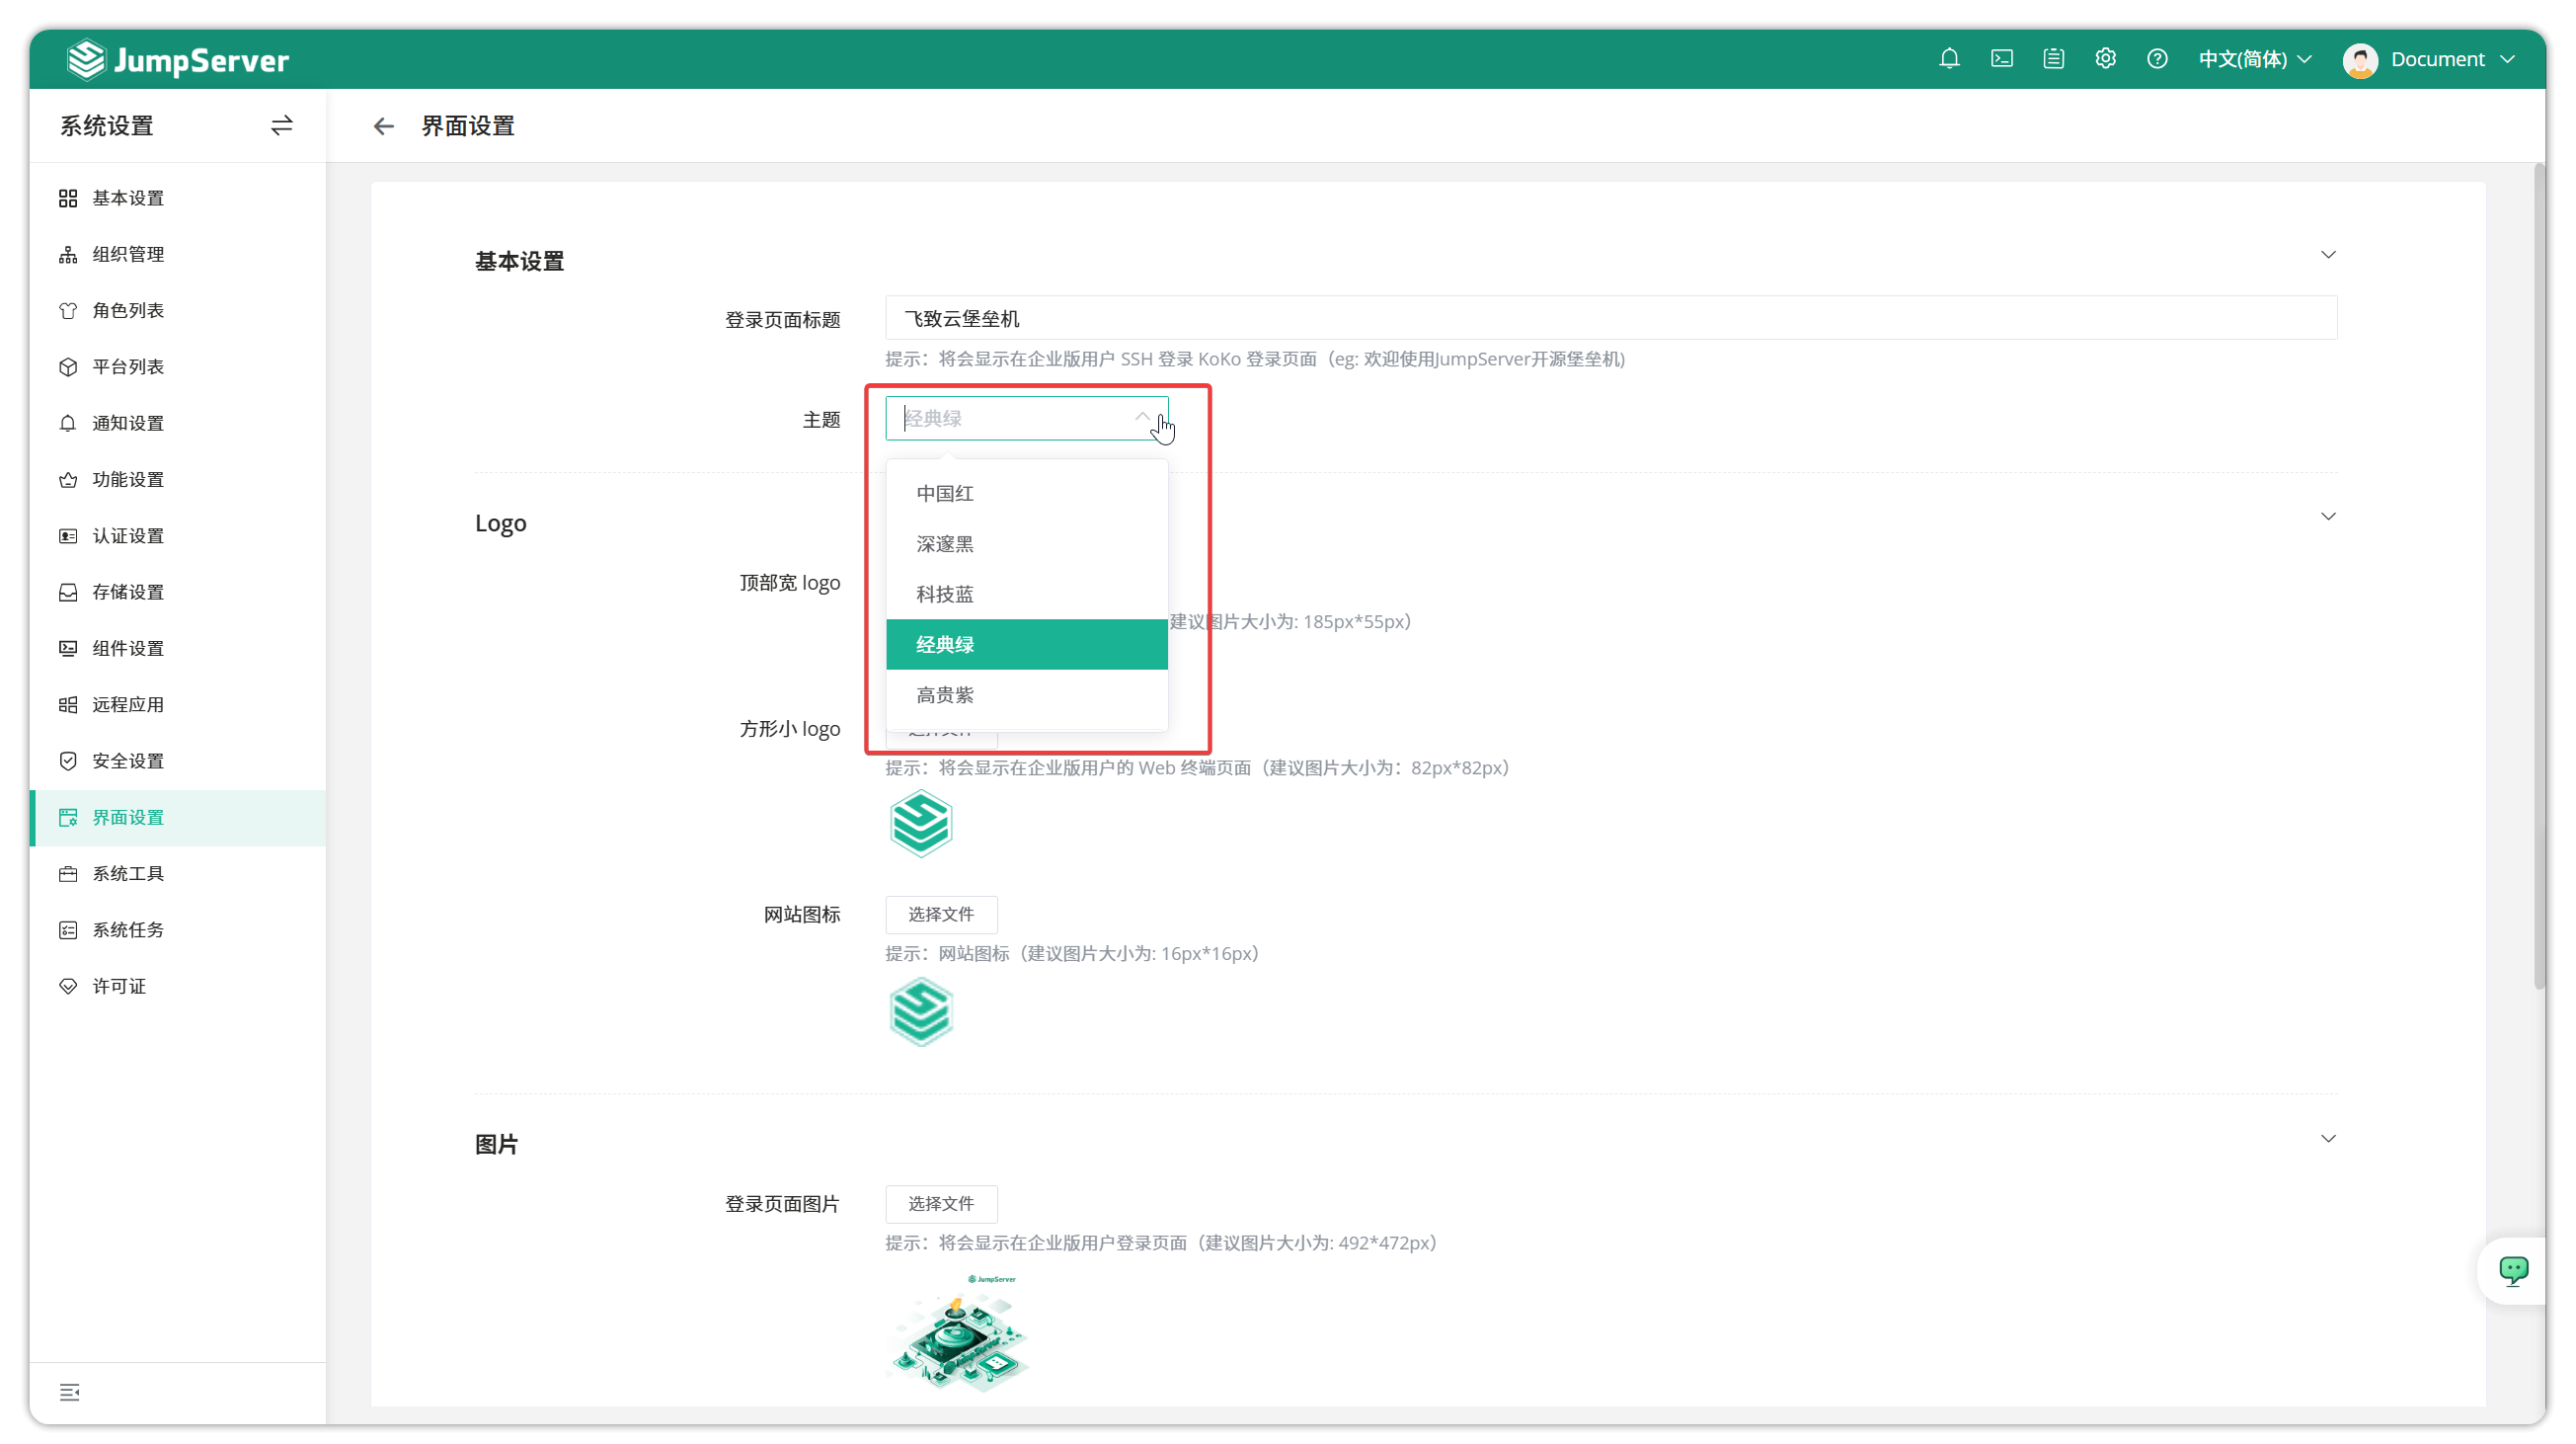 JumpServer
中文(简体)
Document
系统设置
界面设置
基本设置
组织管理
角色列表
平台列表
通知设置
功能设置
认证设置
存储设置
组件设置
远程应用
安全设置
界面设置
系统工具
系统任务
许可证
基本设置
登录页面标题
飞致云堡垒机
提示：将会显示在企业版用户 SSH 登录 KoKo 登录页面（eg: 欢迎使用JumpServer开源堡垒机)
主题
经典绿
中国红
深邃黑
科技蓝
经典绿
高贵紫
Logo
顶部宽 logo
建议图片大小为: 185px*55px）
方形小 logo
提示：将会显示在企业版用户的 Web 终端页面（建议图片大小为：82px*82px）
网站图标
选择文件
提示：网站图标（建议图片大小为: 16px*16px）
图片
登录页面图片
选择文件
提示：将会显示在企业版用户登录页面（建议图片大小为: 492*472px）
JumpServer